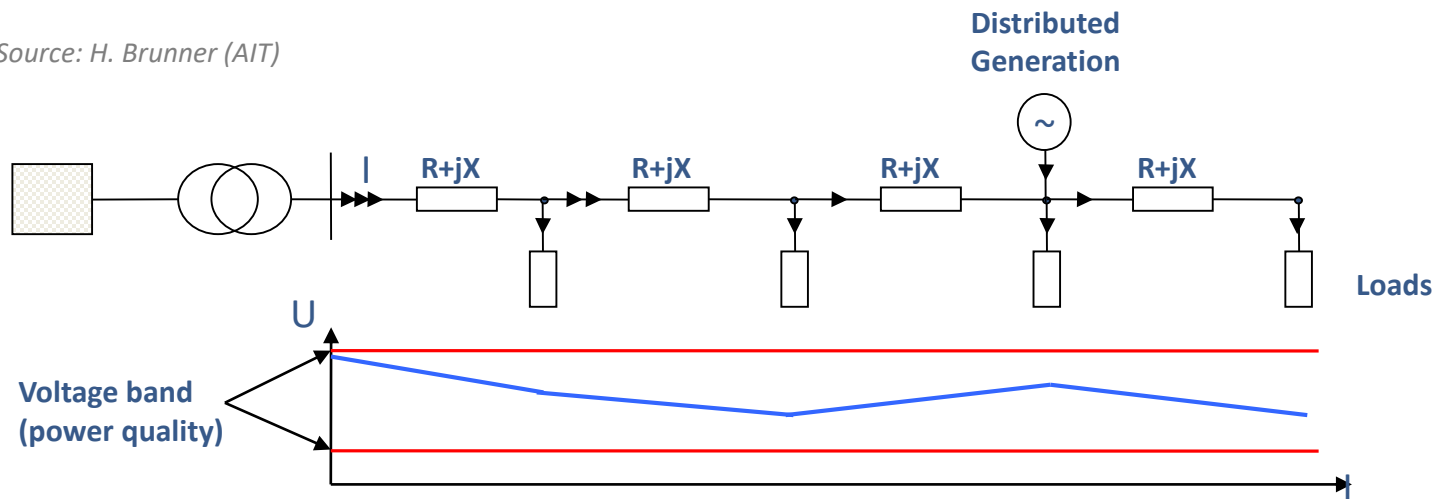 Source: H. Brunner (AIT)
Distributed
Generation
~
I
R+jX
R+jX
R+jX
R+jX
Loads
U
Voltage band
(power quality)
l